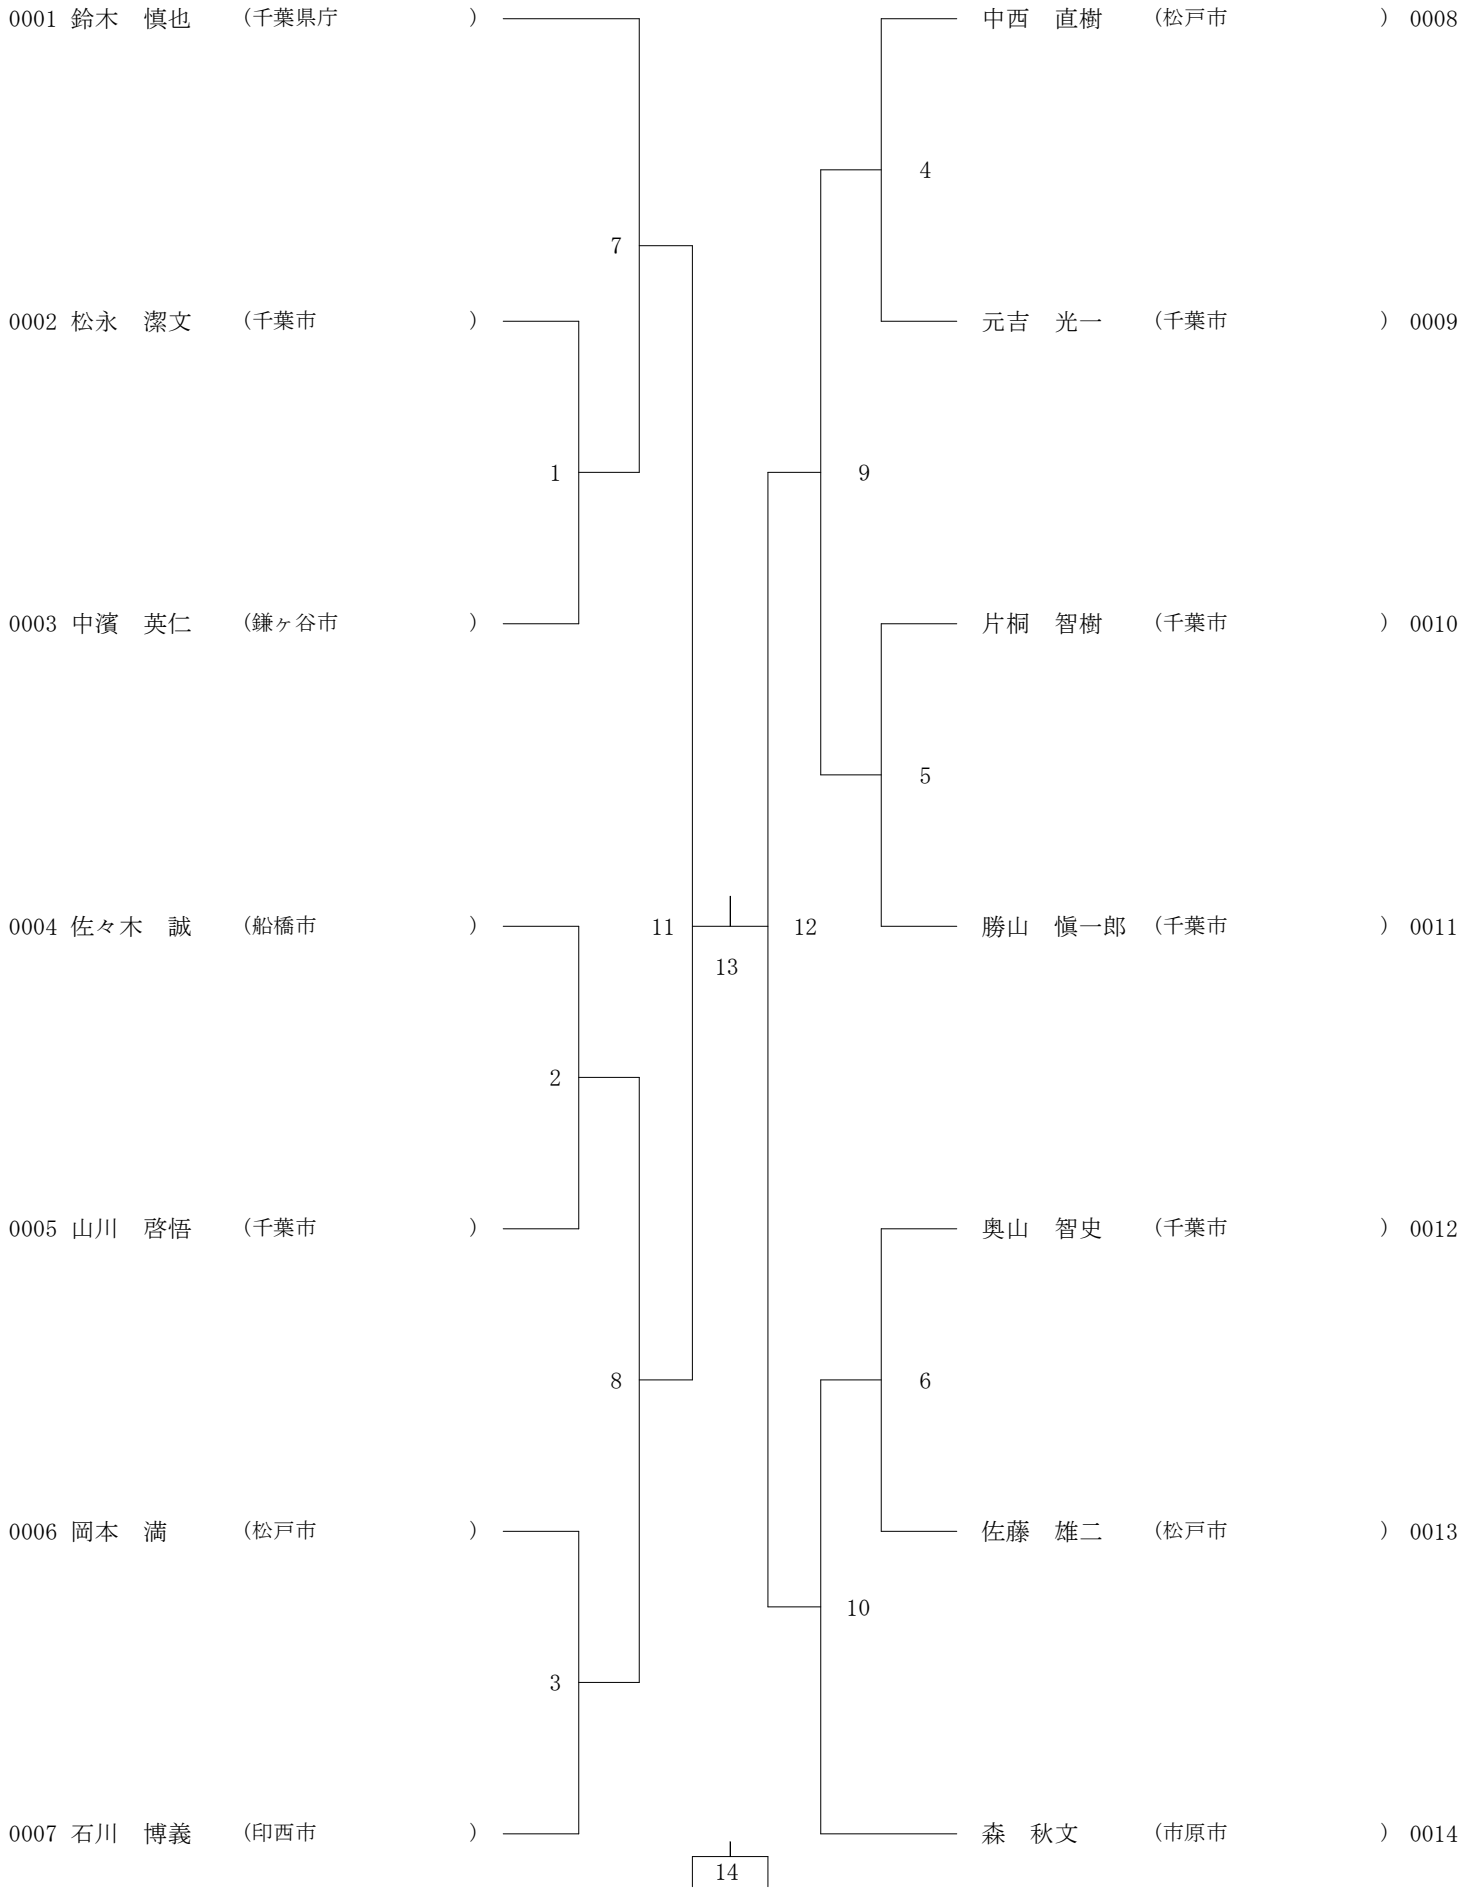 0001 鈴木　慎也　（千葉県庁　）
7
0002 松永　潔文　（千葉市　）
1
0003 中濱　英仁　（鎌ヶ谷市　）
0004 佐々木　誠　（船橋市　）
11
2
0005 山川　啓悟　（千葉市　）
8
0006 岡本　満　（松戸市　）
3
0007 石川　博義　（印西市　）
13
14
中西　直樹　（松戸市　） 0008
4
元吉　光一　（千葉市　） 0009
9
片桐　智樹　（千葉市　） 0010
5
12
勝山　愼一郎　（千葉市　） 0011
奥山　智史　（千葉市　） 0012
6
佐藤　雄二　（松戸市　） 0013
10
森　秋文　（市原市　） 0014